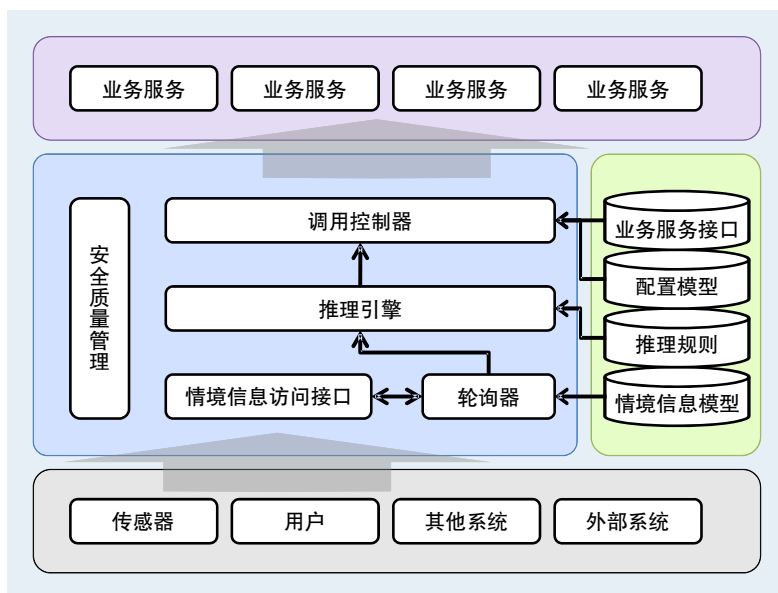 业务服务
业务服务
业务服务
业务服务
安全质量管理
调用控制器
推理引擎
情境信息访问接口
轮询器
业务服务接口
配置模型
推理规则
情境信息模型
传感器
用户
其他系统
外部系统